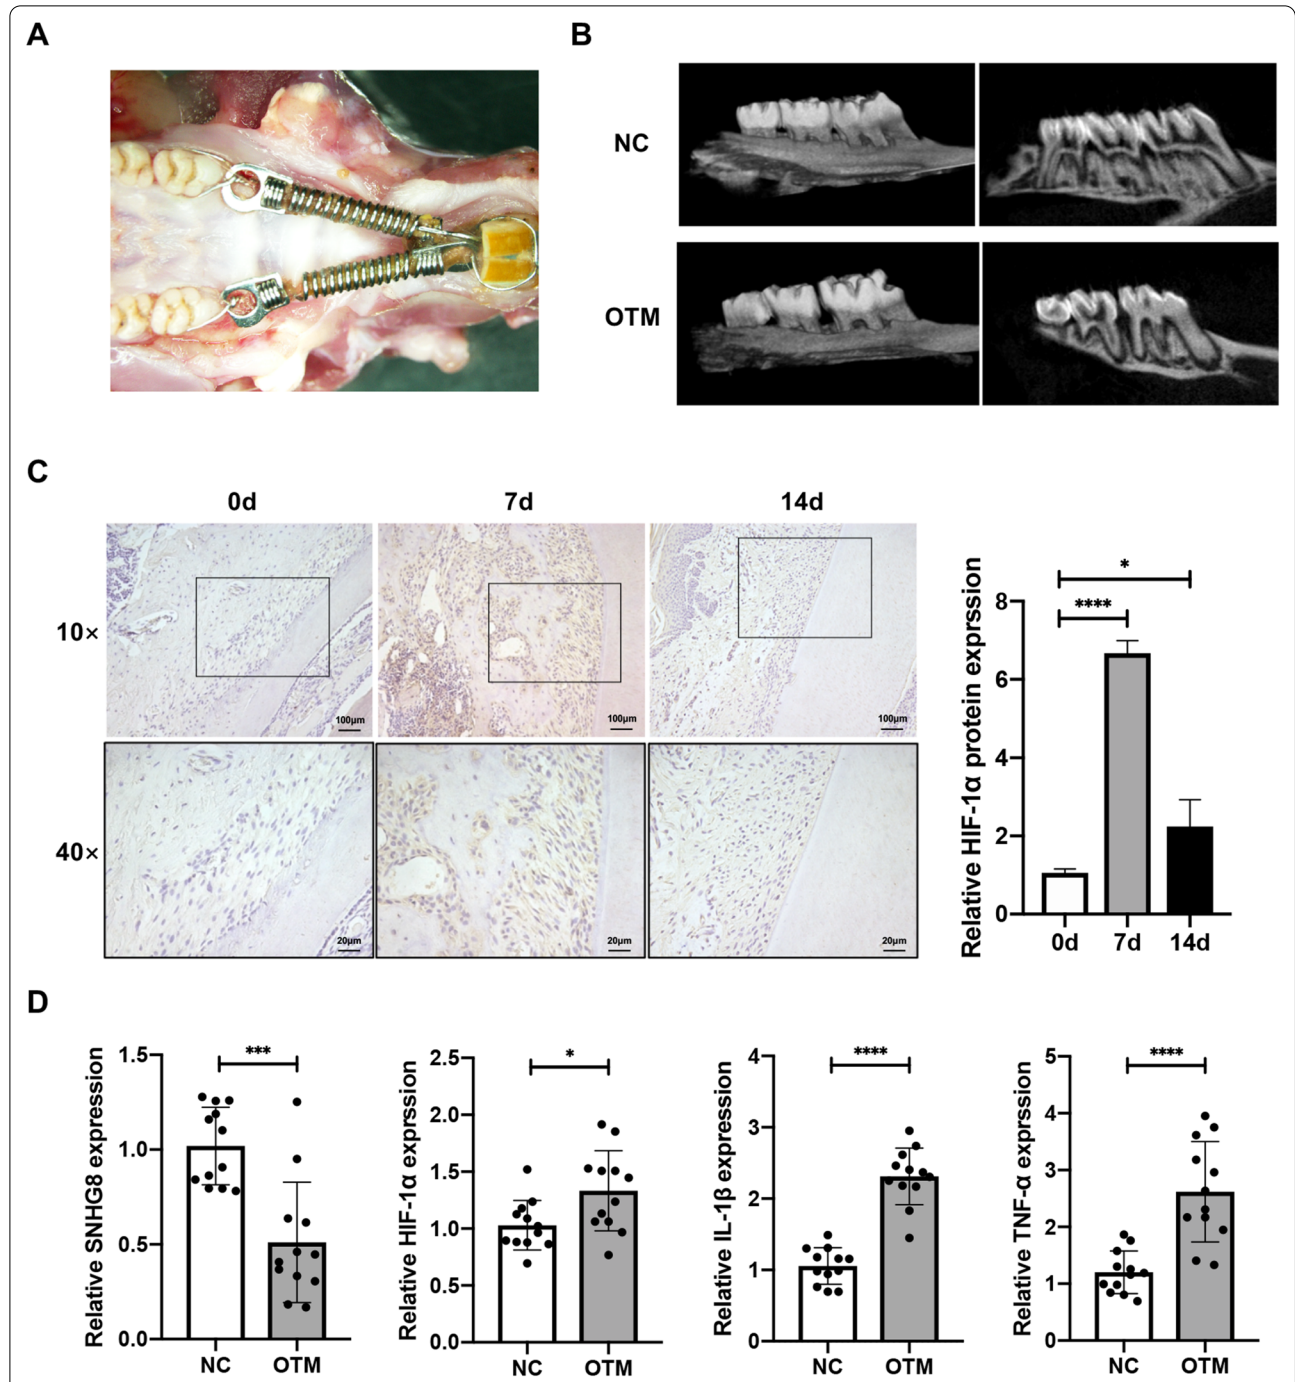 A
B
NC
OTM
C
0d
7d
14d
10×
100μm
100μm
100μm
40×
20μm
20μm
20μm
Relative HIF-1α protein exprssion
8
6
4
2
0
*
****
0d
7d
14d
D
Relative SNHG8 expression
1.5
1.0
0.5
0.0
***
NC
OTM
Relative HIF-1α exprssion
2.5
2.0
1.5
1.0
0.5
0.0
*
NC
OTM
Relative IL-1β expression
4
3
2
1
0
****
NC
OTM
Relative TNF-α exprssion
5
4
3
2
1
0
****
NC
OTM